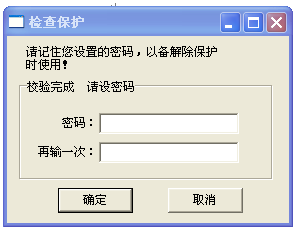 检查保护
请记住您设置的密码，以备解除保护
时使用！
校验完成　请设密码
密码：
再输一次：
确定
取消